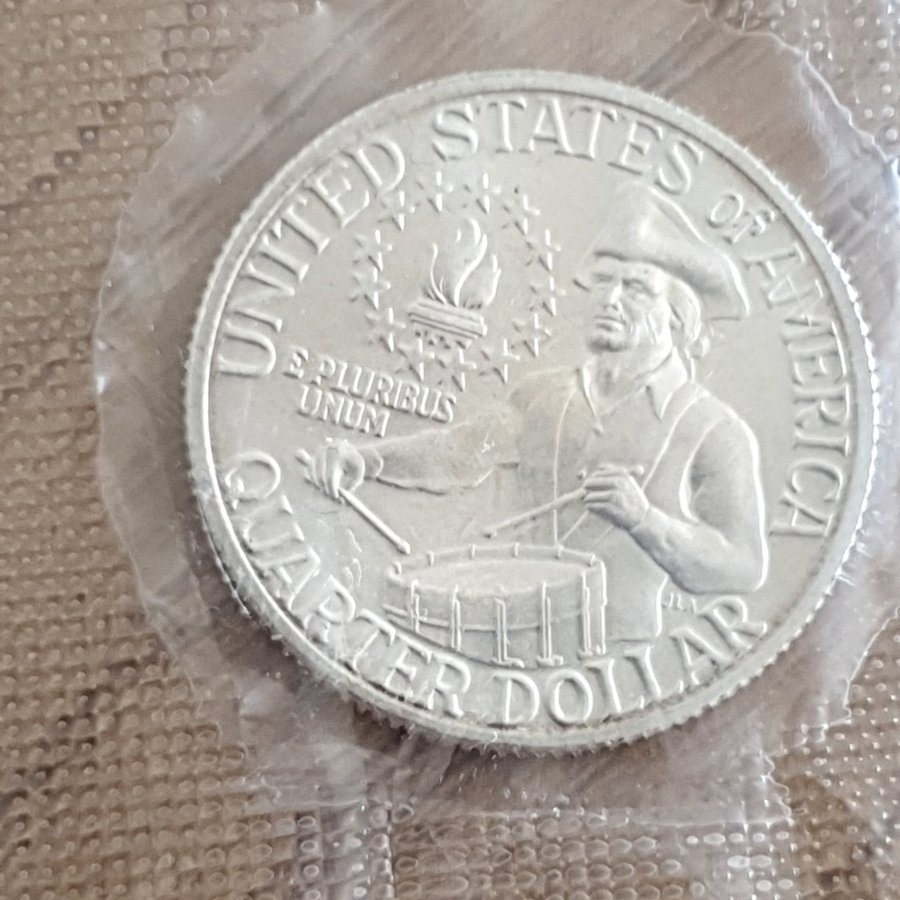 UNITED STATES of AMERICA
E PLURIBUS
UNUM
QUARTER DOLLAR